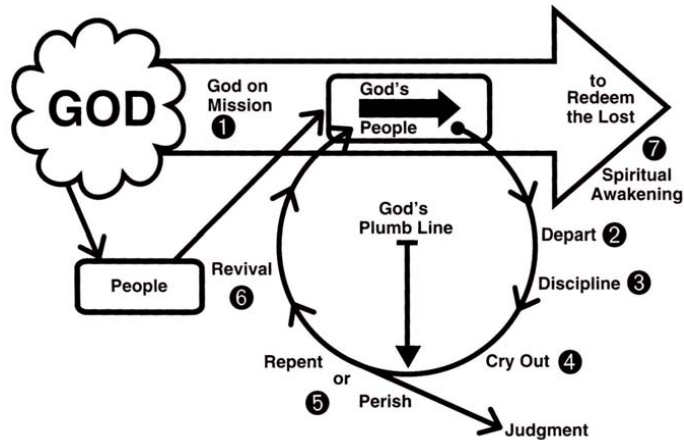 GOD
God on
Mission
1
God's
People
to
Redeem
the Lost
7
Spiritual
Awakening
God's
Plumb Line
Depart 2
People
Revival
6
Discipline 3
Repent
or
5
Perish
Cry Out 4
Judgment